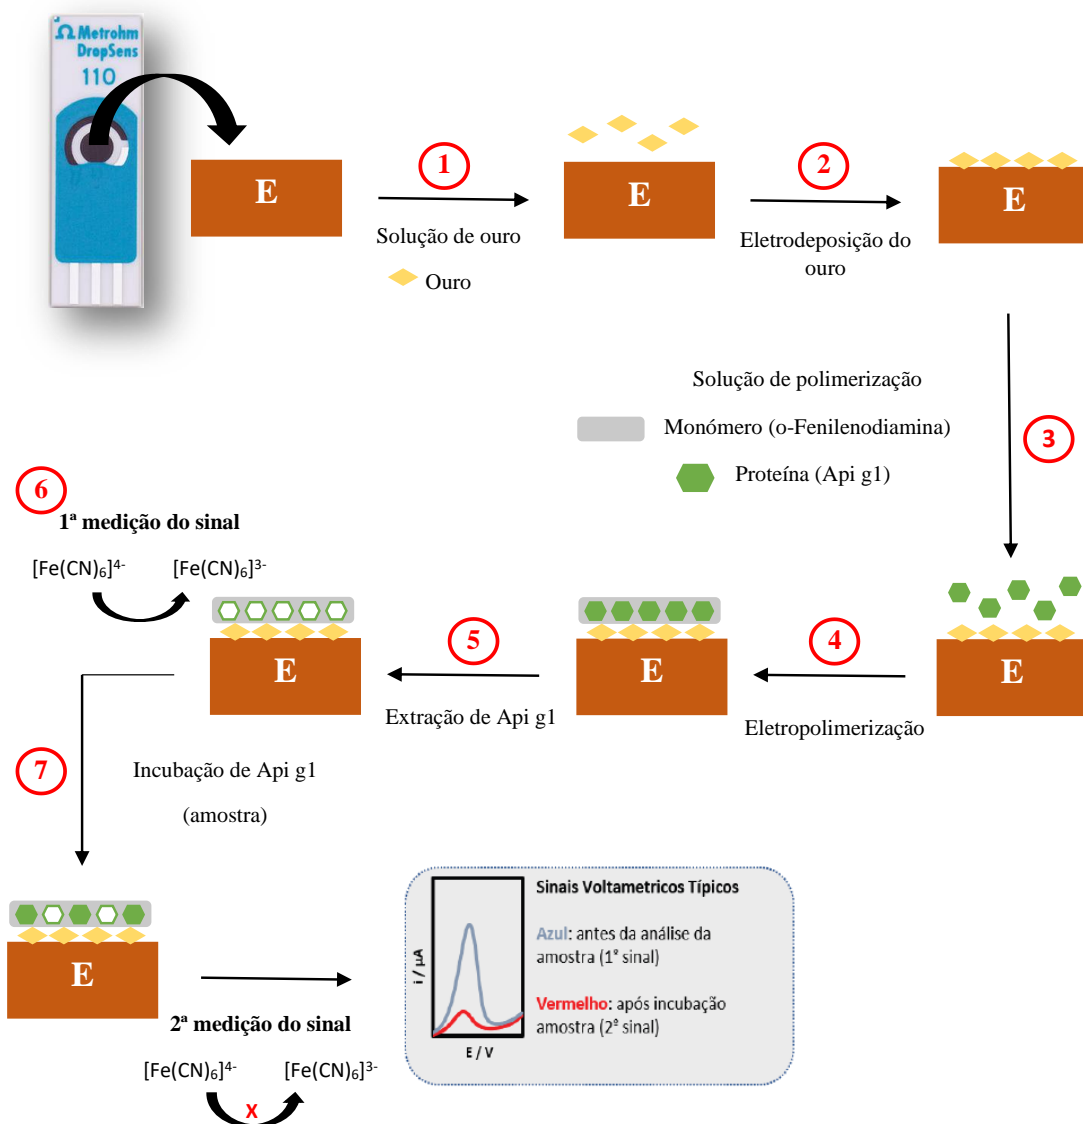 Metrohm
DropSens
110
E
1
Solução de ouro
Ouro
E
2
Eletrodeposição do
ouro
E
Solução de polimerização
Monómero (o-Fenilenodiamina)
Proteína (Api g1)
3
E
4
Eletropolimerização
E
5
Extração de Api g1
E
6
1ª medição do sinal
[Fe(CN)₆]⁴⁻ [Fe(CN)₆]³⁻
7
Incubação de Api g1
(amostra)
E
2ª medição do sinal
[Fe(CN)₆]⁴⁻ [Fe(CN)₆]³⁻
X
i / µA
E / V
Sinais Voltametricos Típicos
Azul: antes da análise da
amostra (1º sinal)
Vermelho: após incubação
amostra (2º sinal)